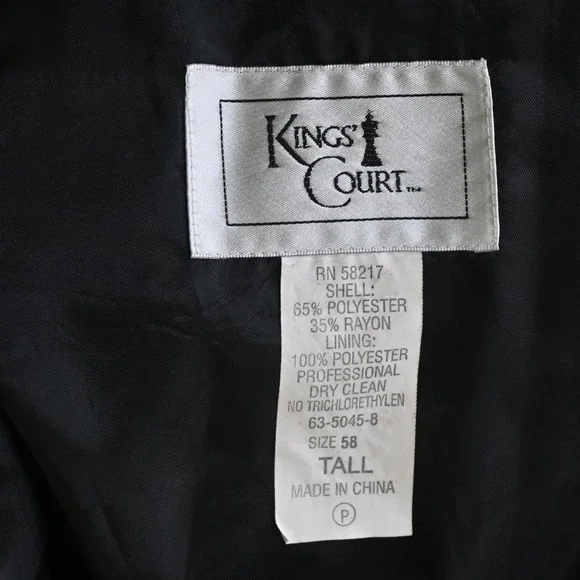 KINGS'
COURT™
RN 58217
SHELL:
65% POLYESTER
35% RAYON
LINING:
100% POLYESTER
PROFESSIONAL
DRY CLEAN
NO TRICHLORETHYLEN
63-5045-8
SIZE 58
TALL
MADE IN CHINA
P